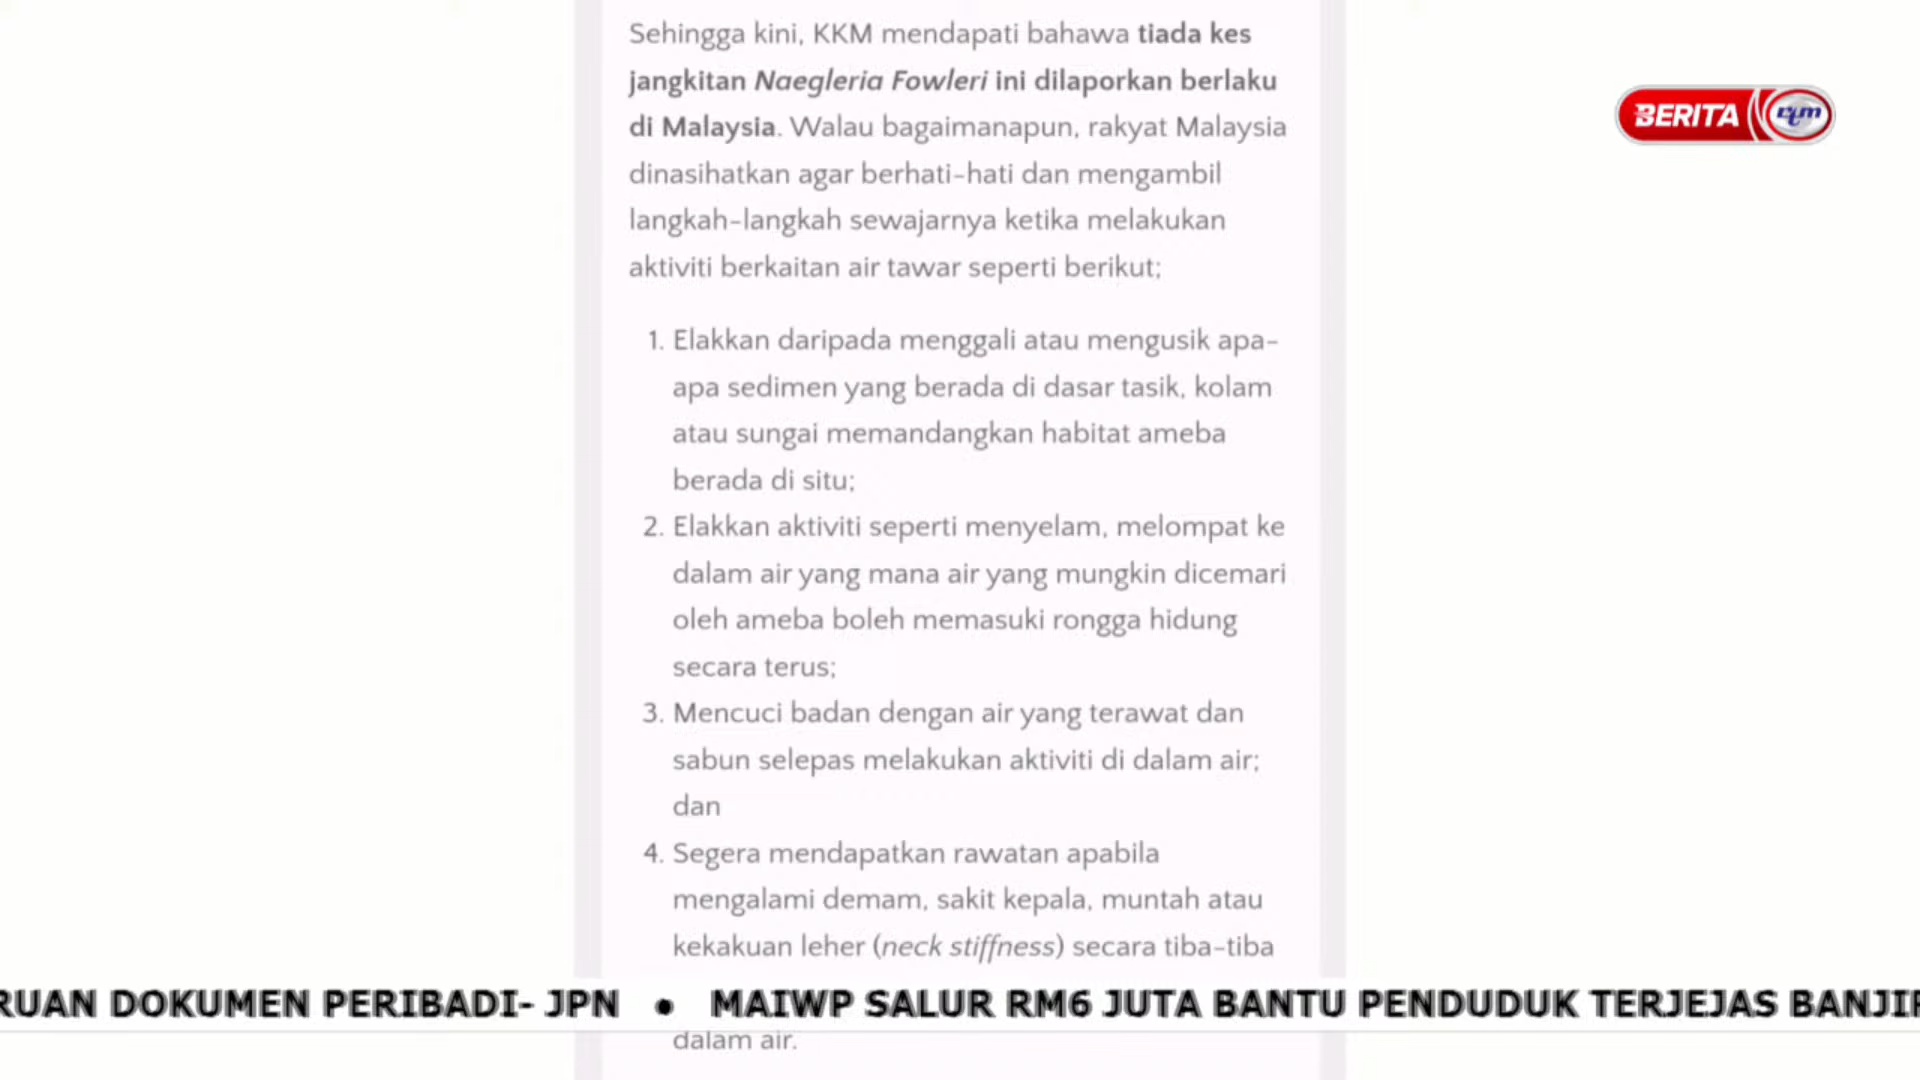 Sehingga kini, KKM mendapati bahawa tiada kes
jangkitan Naegleria Fowleri ini dilaporkan berlaku
di Malaysia. Walau bagaimanapun, rakyat Malaysia
dinasihatkan agar berhati-hati dan mengambil
langkah-langkah sewajarnya ketika melakukan
aktiviti berkaitan air tawar seperti berikut;
BERITA rtm
1. Elakkan daripada menggali atau mengusik apa-
apa sedimen yang berada di dasar tasik, kolam
atau sungai memandangkan habitat ameba
berada di situ;
2. Elakkan aktiviti seperti menyelam, melompat ke
dalam air yang mana air yang mungkin dicemari
oleh ameba boleh memasuki rongga hidung
secara terus;
3. Mencuci badan dengan air yang terawat dan
sabun selepas melakukan aktiviti di dalam air;
dan
4. Segera mendapatkan rawatan apabila
mengalami demam, sakit kepala, muntah atau
kekakuan leher (neck stiffness) secara tiba-tiba
RUAN DOKUMEN PERIBADI- JPN • MAIWP SALUR RM6 JUTA BANTU PENDUDUK TERJEJAS BANJIR
dalam air.